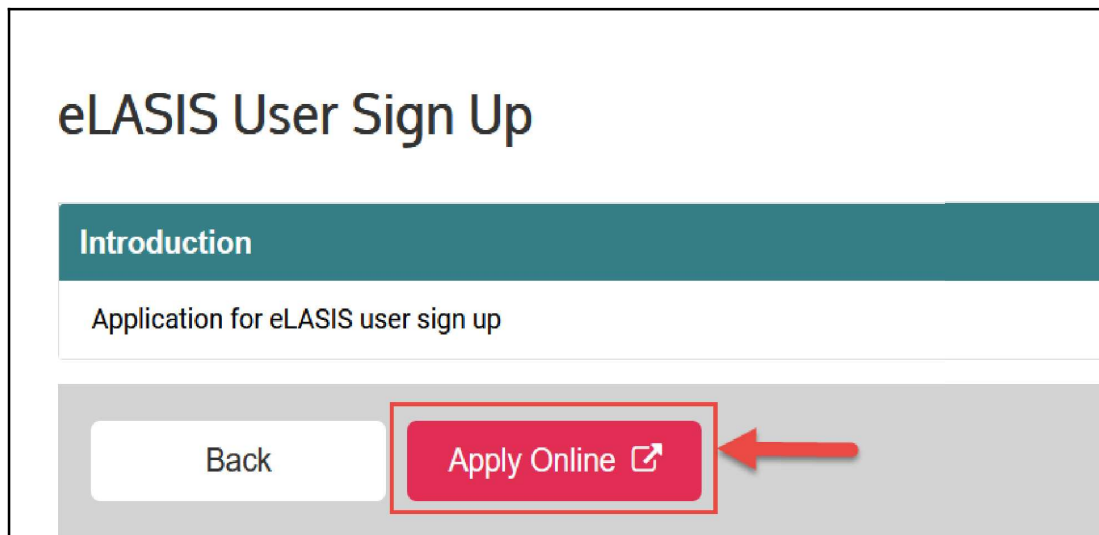 eLASIS User Sign Up
Introduction
Application for eLASIS user sign up
Back
Apply Online